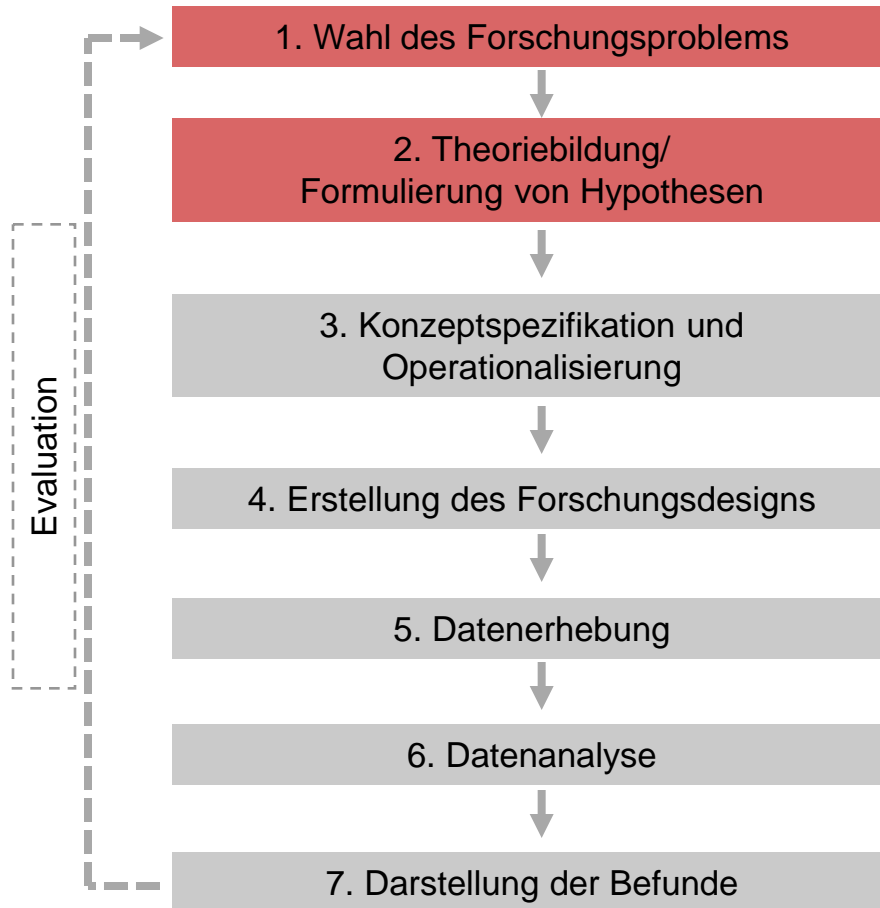 1. Wahl des Forschungsproblems
2. Theoriebildung/
Formulierung von Hypothesen
3. Konzeptspezifikation und
Operationalisierung
4. Erstellung des Forschungsdesigns
5. Datenerhebung
6. Datenanalyse
7. Darstellung der Befunde
Evaluation